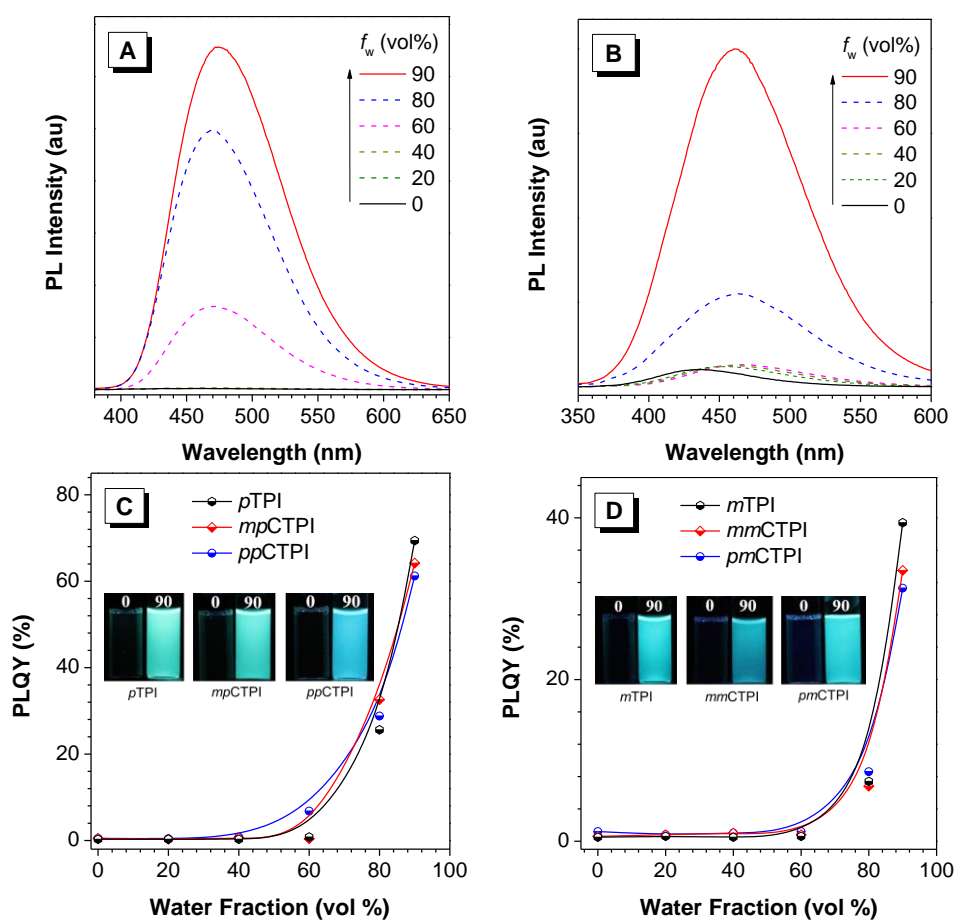 A
f_w (vol%)
90
80
60
40
20
0
PL Intensity (au)
400 450 500 550 600 650
Wavelength (nm)
B
f_w (vol%)
90
80
60
40
20
0
PL Intensity (au)
350 400 450 500 550 600
Wavelength (nm)
C
pTPI
mpCTPI
ppCTPI
80
60
40
20
0
PLQY (%)
0 90 0 90 0 90
pTPI mpCTPI ppCTPI
0 20 40 60 80 100
Water Fraction (vol %)
D
mTPI
mmCTPI
pmCTPI
40
20
0
PLQY (%)
0 90 0 90 0 90
mTPI mmCTPI pmCTPI
0 20 40 60 80 100
Water Fraction (vol %)